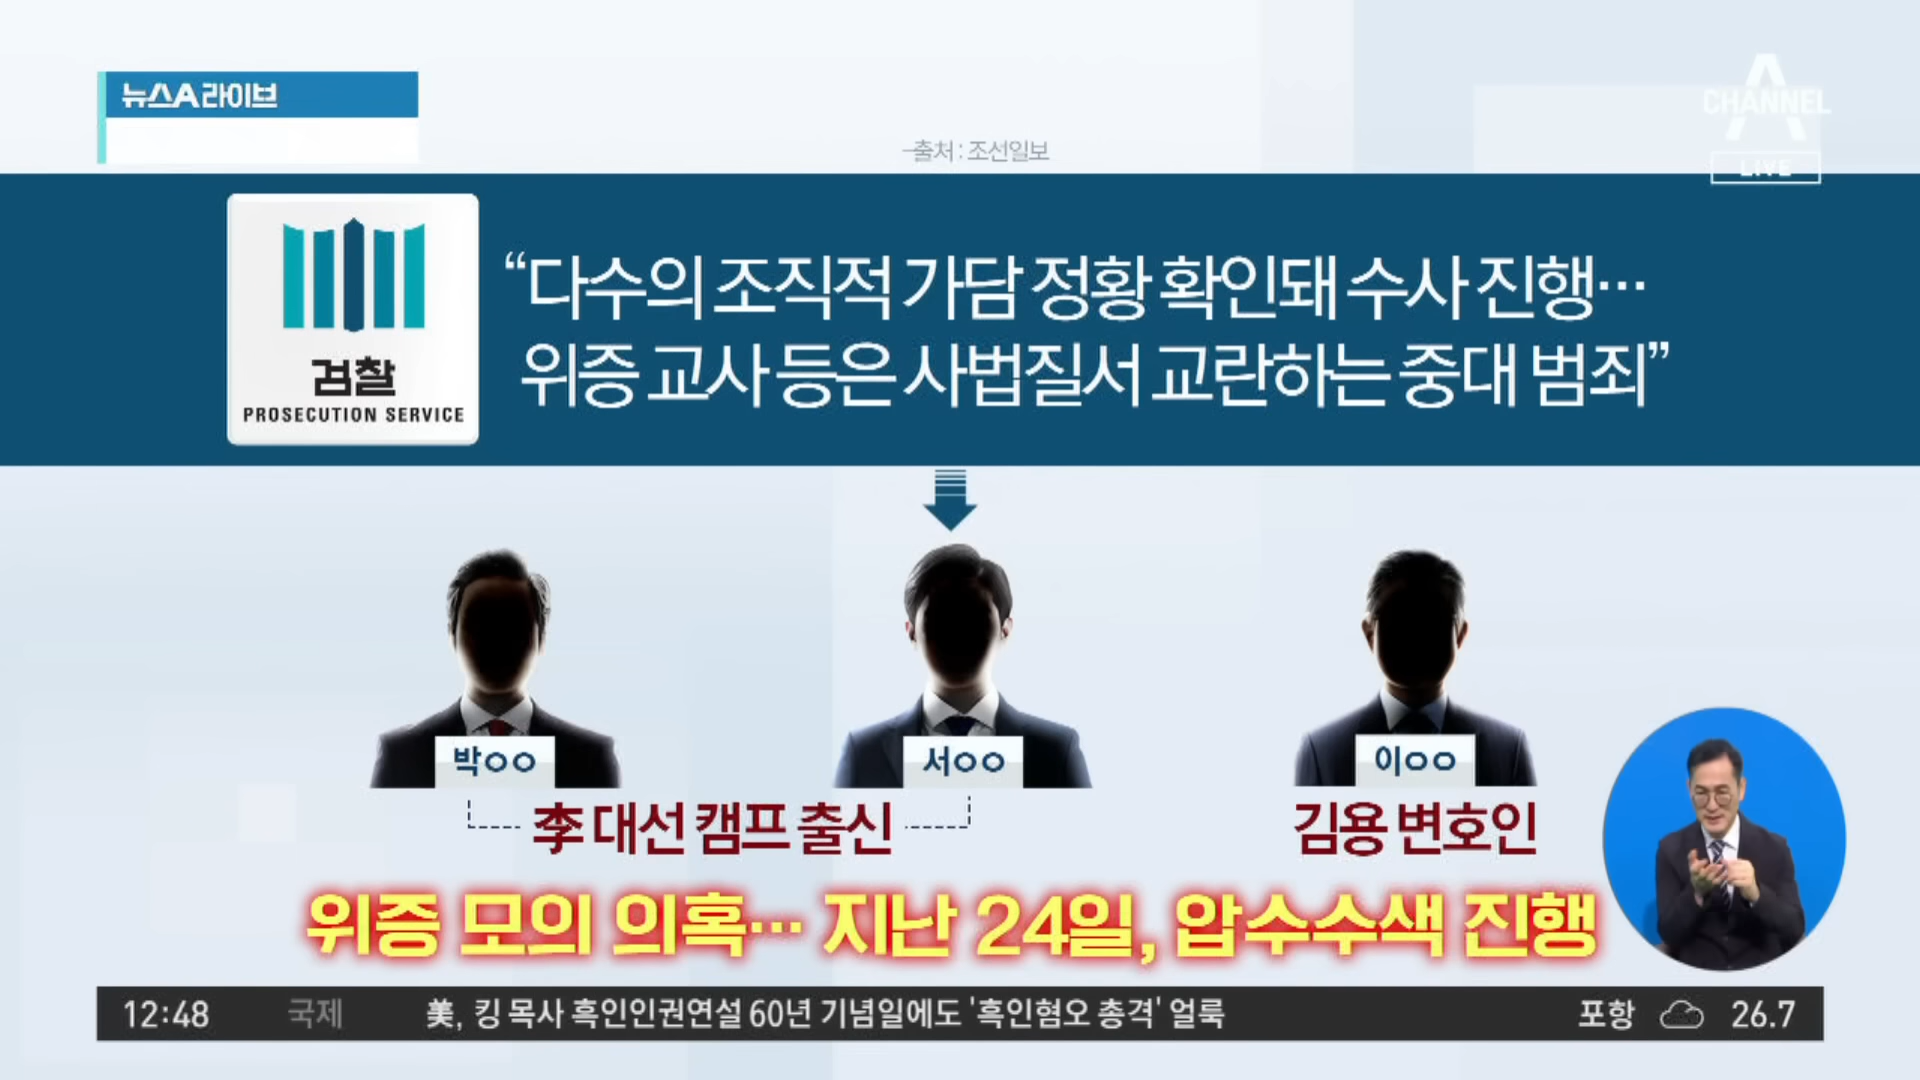 뉴스A 라이브
CHANNEL A
LIVE
출처 : 조선일보
검찰
PROSECUTION SERVICE
“다수의 조직적 가담 정황 확인돼 수사 진행…
위증 교사 등은 사법질서 교란하는 중대 범죄”
박○○
서○○
이○○
李 대선 캠프 출신
김용 변호인
위증 모의 의혹… 지난 24일, 압수수색 진행
12:48 국제 美, 킹 목사 흑인인권연설 60년 기념일에도 '흑인혐오 총격' 얼룩 포항 26.7